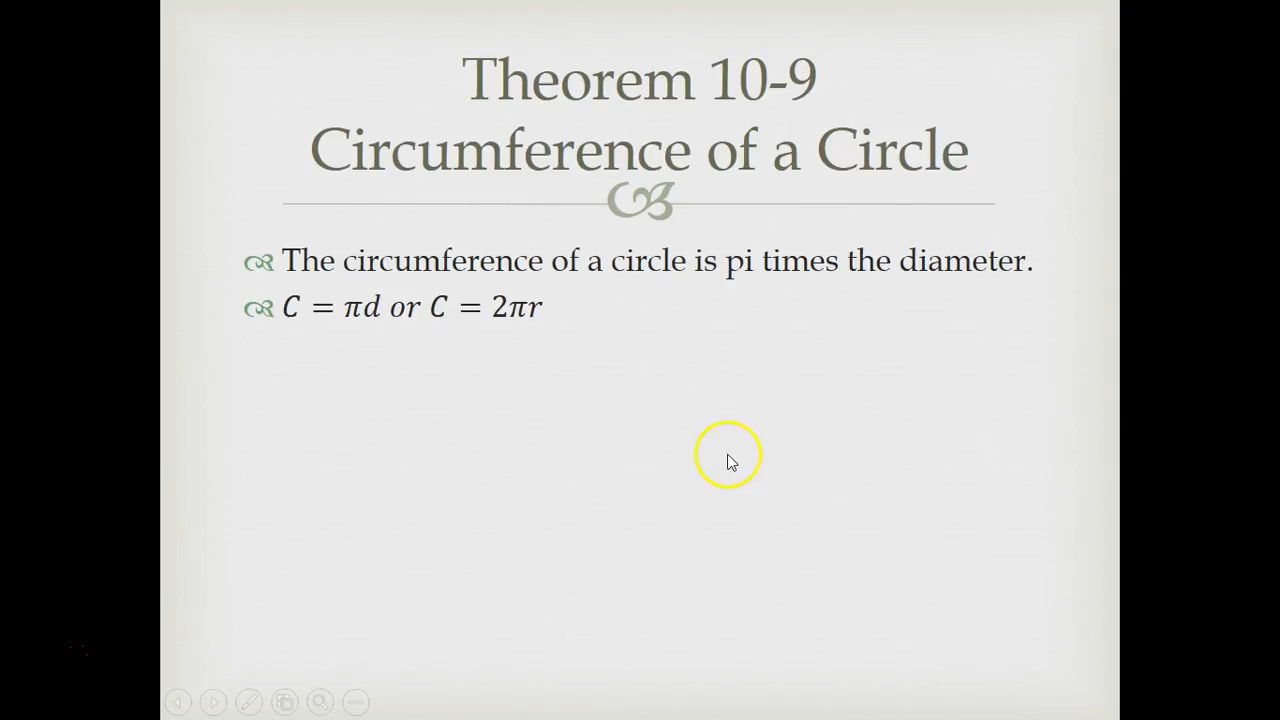 Theorem 10-9
Circumference of a Circle
The circumference of a circle is pi times the diameter.
C = πd or C = 2πr